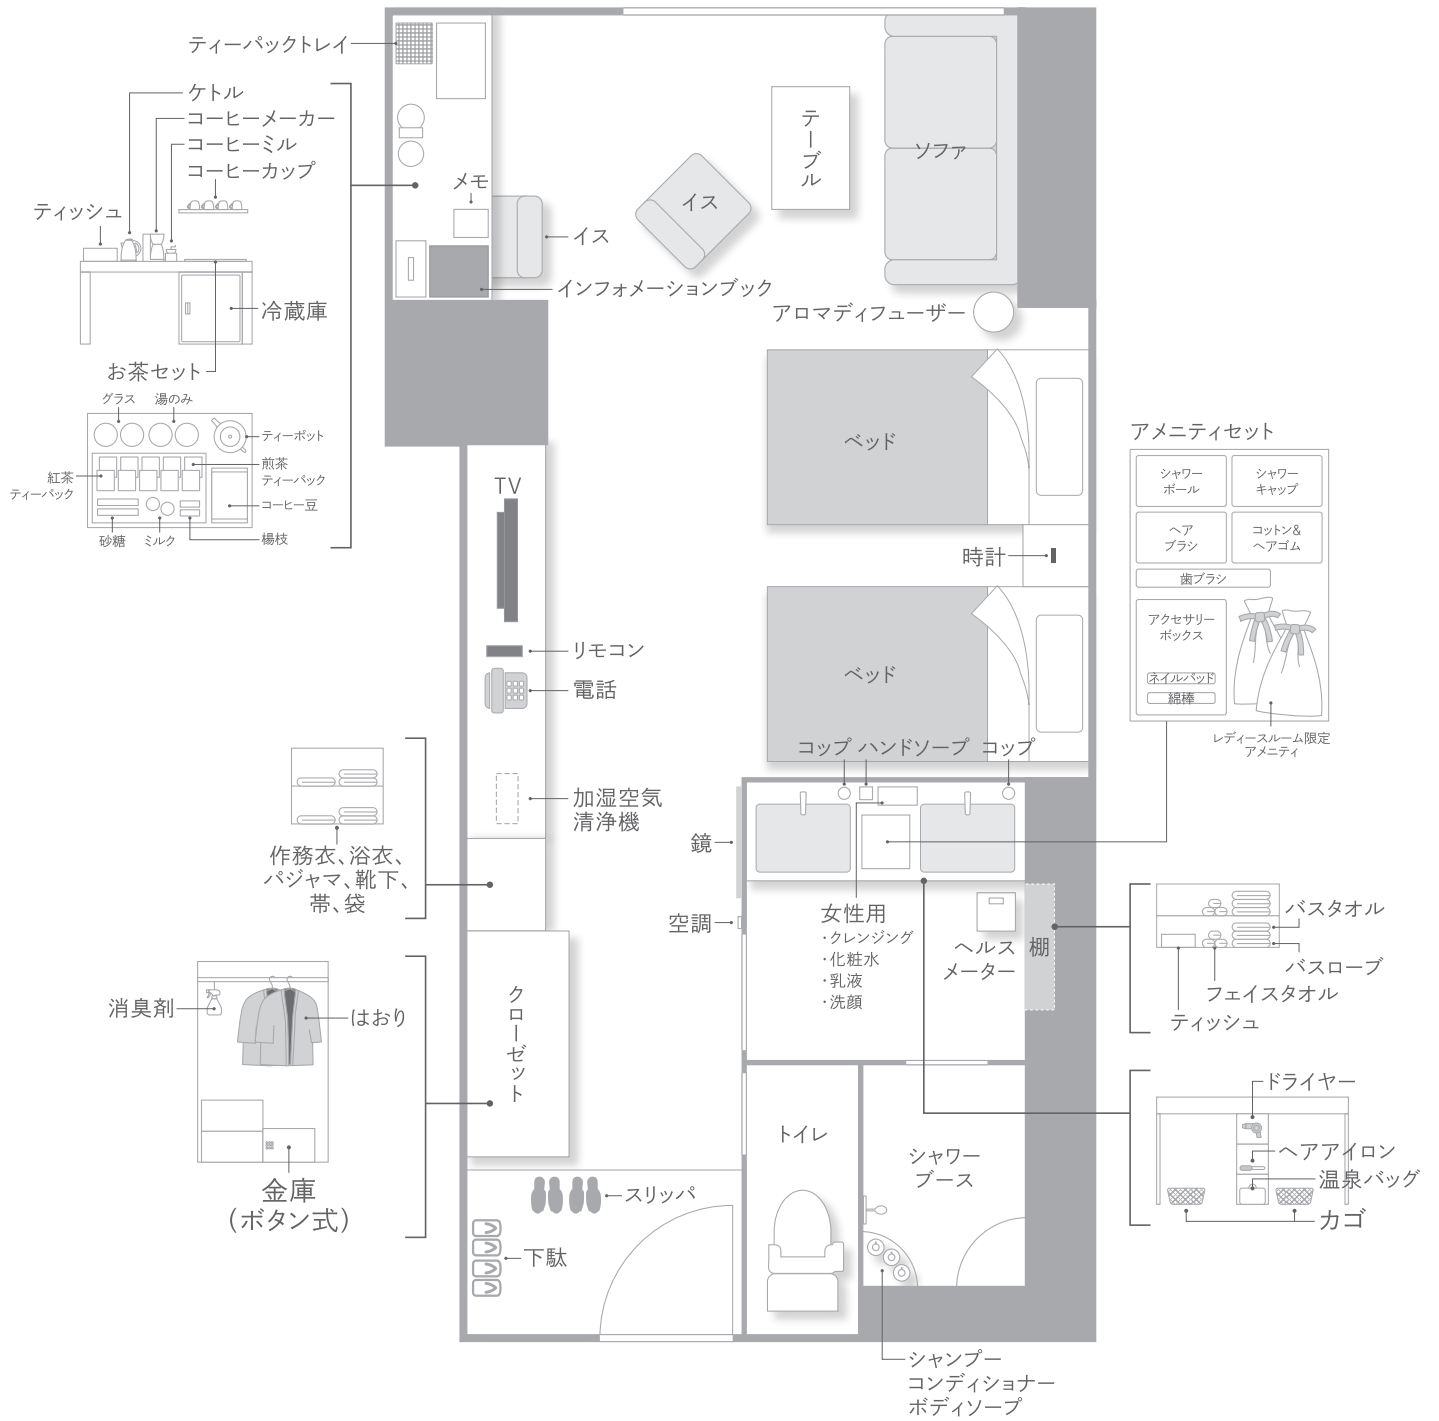 ティーパックトレイ
ケトル
コーヒーメーカー
コーヒーミル
コーヒーカップ
ティッシュ
冷蔵庫
お茶セット
グラス
湯のみ
ティーポット
紅茶
ティーパック
煎茶
ティーパック
コーヒー豆
砂糖
ミルク
楊枝
メモ
イス
インフォメーションブック
イス
テーブル
ソファ
アロマディフューザー
ベッド
時計
ベッド
TV
リモコン
電話
加湿空気
清浄機
作務衣、浴衣、
パジャマ、靴下、
帯、袋
消臭剤
はおり
金庫
(ボタン式)
クローゼット
スリッパ
下駄
コップ
ハンドソープ
コップ
鏡
空調
女性用
・クレンジング
・化粧水
・乳液
・洗顔
ヘルス
メーター
棚
トイレ
シャワー
ブース
シャンプー
コンディショナー
ボディソープ
アメニティセット
シャワー
ボール
シャワー
キャップ
ヘア
ブラシ
コットン&
ヘアゴム
歯ブラシ
アクセサリー
ボックス
ネイルパッド
綿棒
レディースルーム限定
アメニティ
バスタオル
バスローブ
フェイスタオル
ティッシュ
ドライヤー
ヘアアイロン
温泉バッグ
カゴ